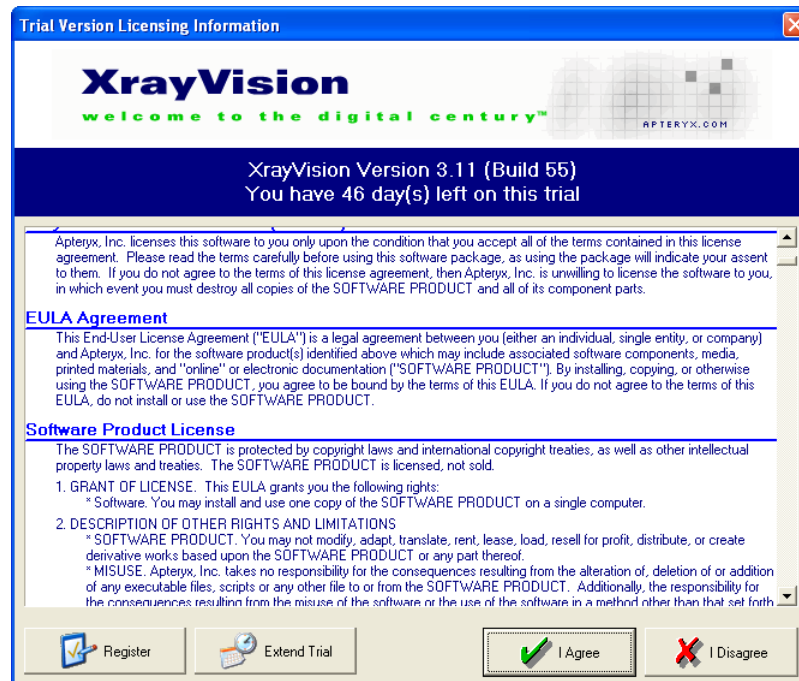 Trial Version Licensing Information
XrayVision
welcome to the digital century™
APTERYX.COM
XrayVision Version 3.11 (Build 55)
You have 46 day(s) left on this trial
Apteryx, Inc. licenses this software to you only upon the condition that you accept all of the terms contained in this license
agreement. Please read the terms carefully before using this software package, as using the package will indicate your assent
to them. If you do not agree to the terms of this license agreement, then Apteryx, Inc. is unwilling to license the software to you,
in which event you must destroy all copies of the SOFTWARE PRODUCT and all of its component parts.
EULA Agreement
This End-User License Agreement ("EULA") is a legal agreement between you (either an individual, single entity, or company)
and Apteryx, Inc. for the software product(s) identified above which may include associated software components, media,
printed materials, and "online" or electronic documentation ("SOFTWARE PRODUCT"). By installing, copying, or otherwise
using the SOFTWARE PRODUCT, you agree to be bound by the terms of this EULA. If you do not agree to the terms of this
EULA, do not install or use the SOFTWARE PRODUCT.
Software Product License
The SOFTWARE PRODUCT is protected by copyright laws and international copyright treaties, as well as other intellectual
property laws and treaties. The SOFTWARE PRODUCT is licensed, not sold.
1. GRANT OF LICENSE. This EULA grants you the following rights:
* Software. You may install and use one copy of the SOFTWARE PRODUCT on a single computer.
2. DESCRIPTION OF OTHER RIGHTS AND LIMITATIONS
* SOFTWARE PRODUCT. You may not modify, adapt, translate, rent, lease, load, resell for profit, distribute, or create
derivative works based upon the SOFTWARE PRODUCT or any part thereof.
* MISUSE. Apteryx, Inc. takes no responsibility for the consequences resulting from the alteration of, deletion of or addition
of any executable files, scripts or any other file to or from the SOFTWARE PRODUCT. Additionally, the responsibility for
the consequences resulting from the misuse of the software or the use of the software in a method other than that set forth
Register
Extend Trial
I Agree
I Disagree